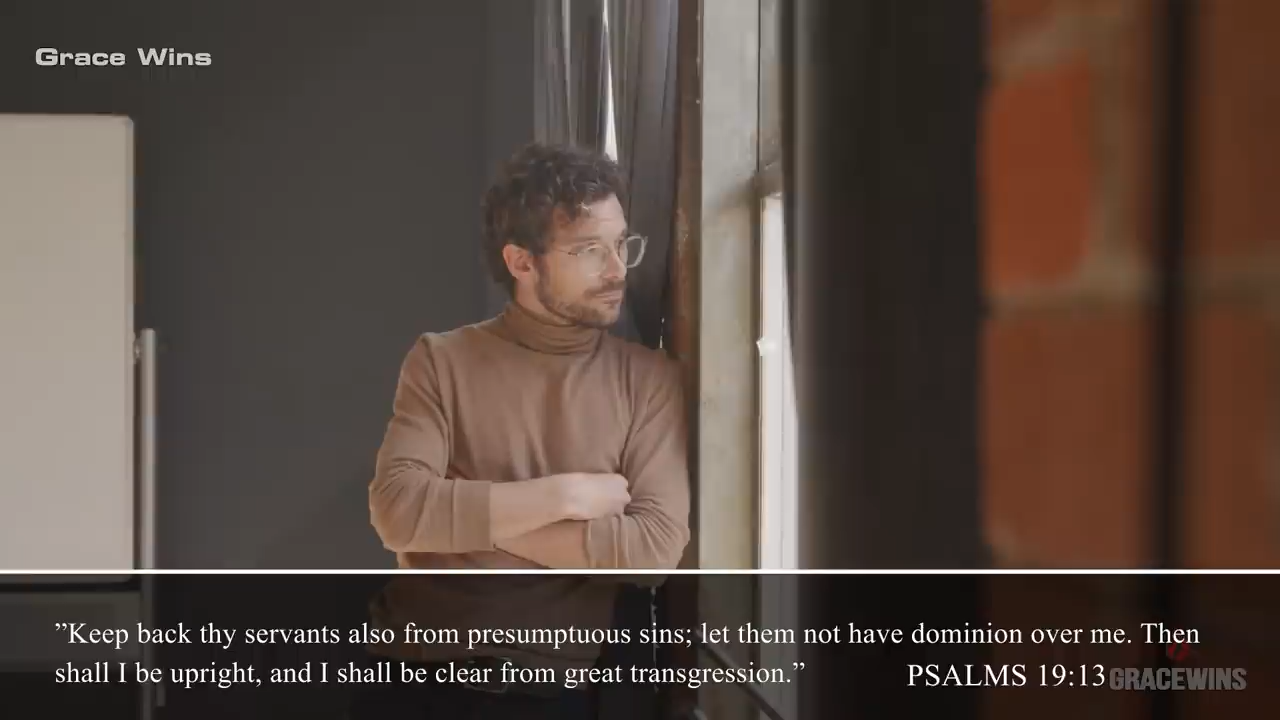 Grace Wins
”Keep back thy servants also from presumptuous sins; let them not have dominion over me. Then
shall I be upright, and I shall be clear from great transgression.” PSALMS 19:13
GRACEWINS